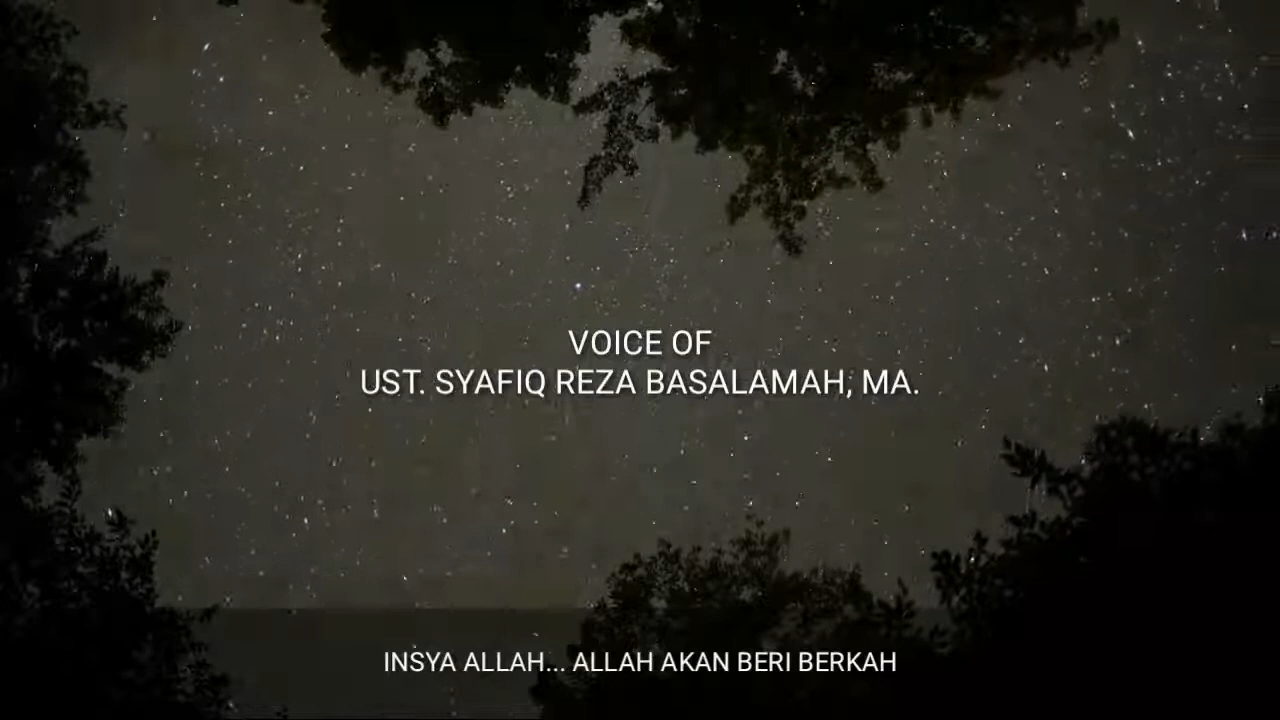 VOICE OF
UST. SYAFIQ REZA BASALAMAH, MA.
INSYA ALLAH... ALLAH AKAN BERI BERKAH